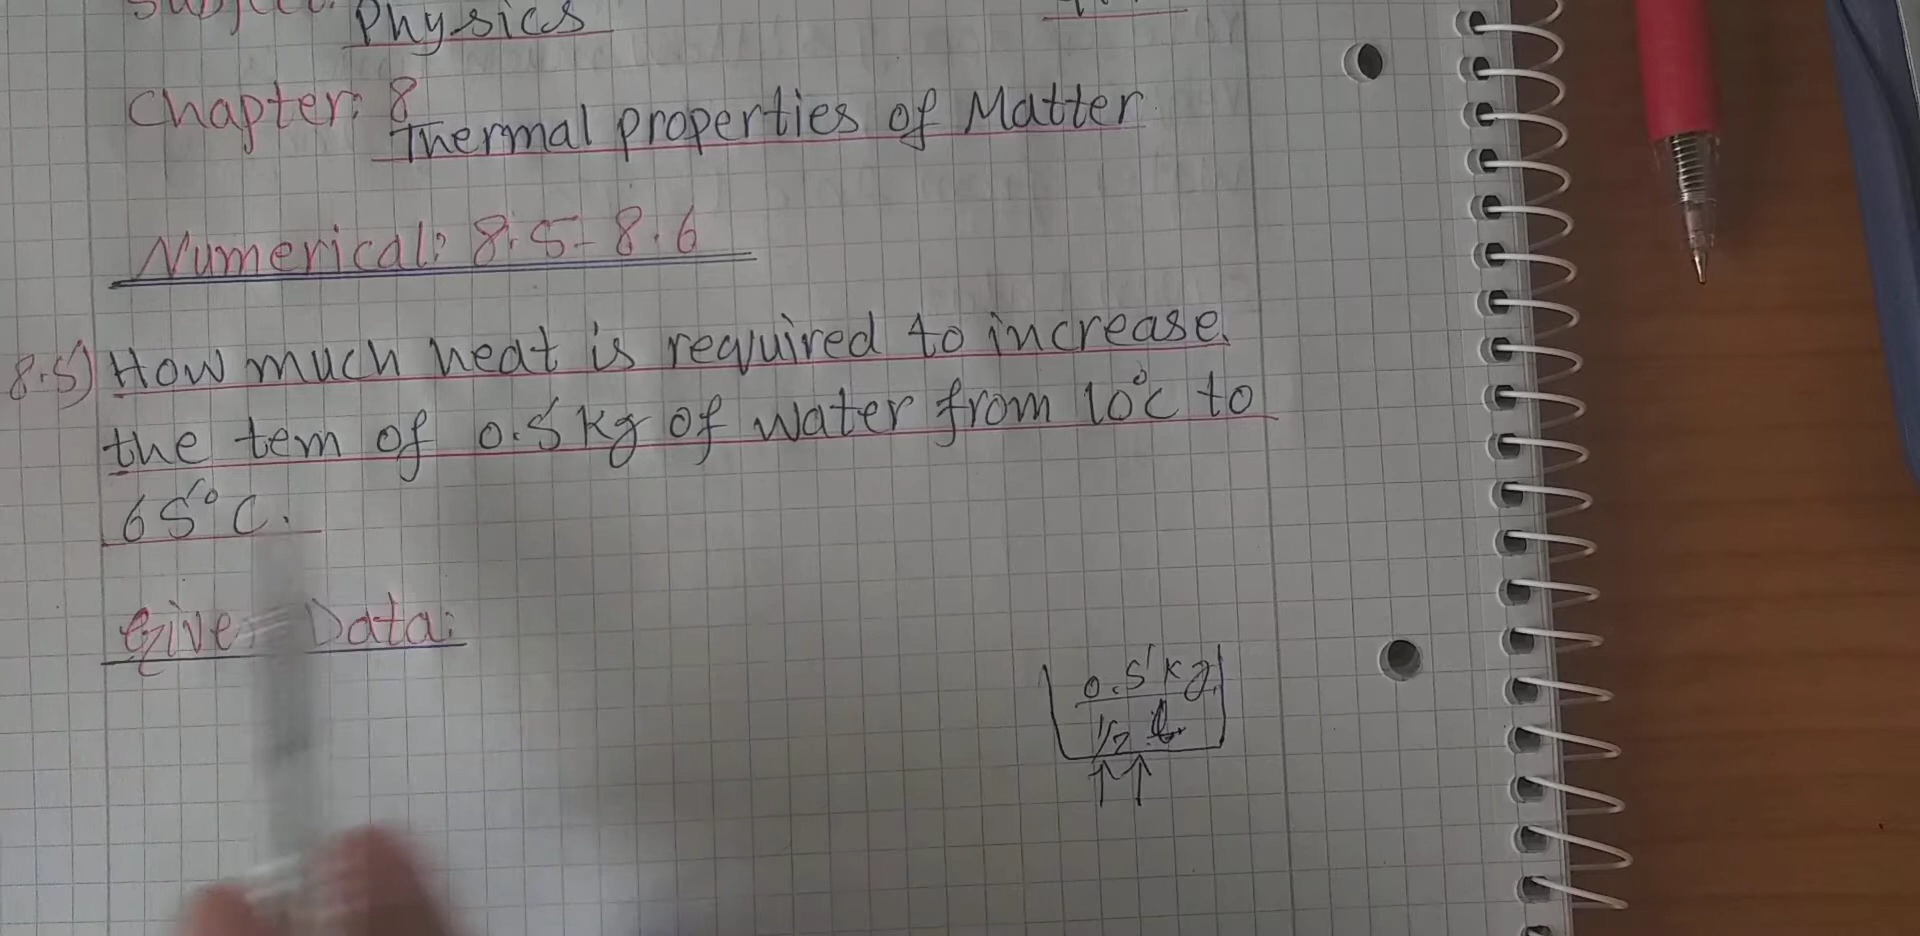 Subject: Physics
Chapter: 8
Thermal properties of Matter
Numerical: 8.5-8.6
8.5) How much heat is required to increase
the tem of 0.5 kg of water from 10°C to
65°C.
Given Data:
0.5 kg
1/2 l